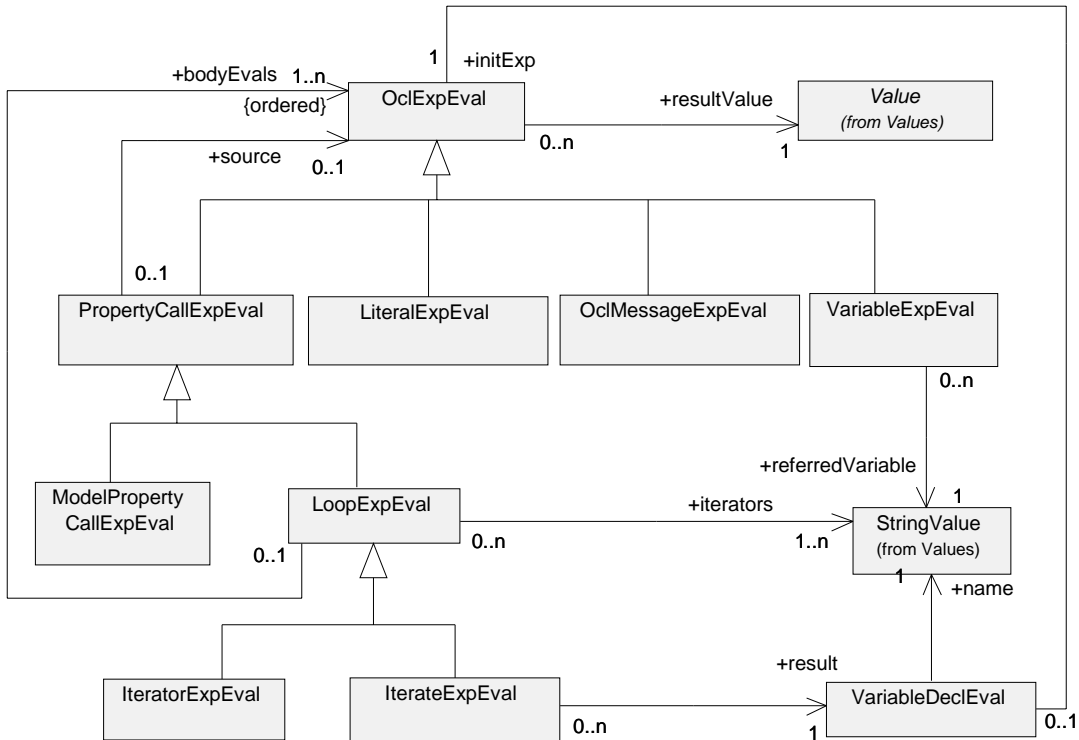 1
+initExp
+bodyEvals
1..n
{ordered}
OclExpEval
+resultValue
Value
(from Values)
0..n
1
+source
0..1
0..1
PropertyCallExpEval
LiteralExpEval
OclMessageExpEval
VariableExpEval
0..n
+referredVariable
1
ModelProperty
CallExpEval
LoopExpEval
+iterators
StringValue
(from Values)
0..1
0..n
1..n
1
+name
+result
IteratorExpEval
IterateExpEval
VariableDeclEval
0..n
1
0..1